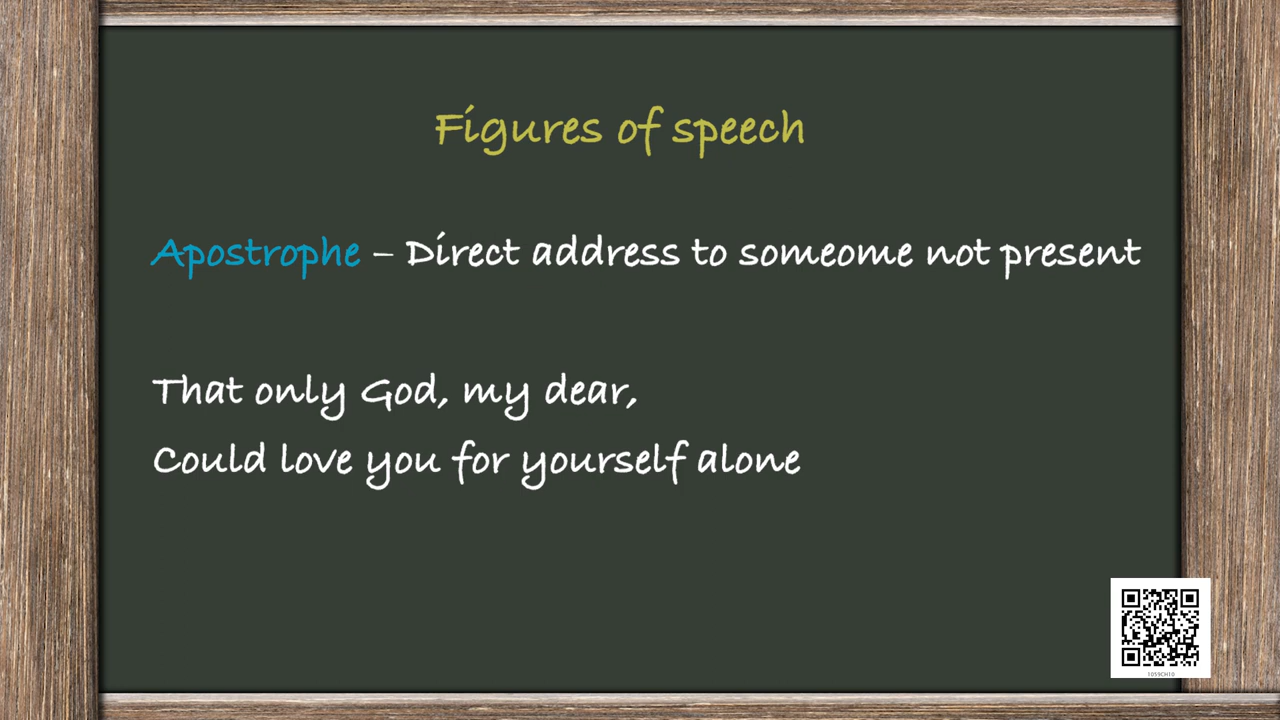 Figures of speech
Apostrophe – Direct address to someome not present
That only God, my dear,
Could love you for yourself alone
1059CH10